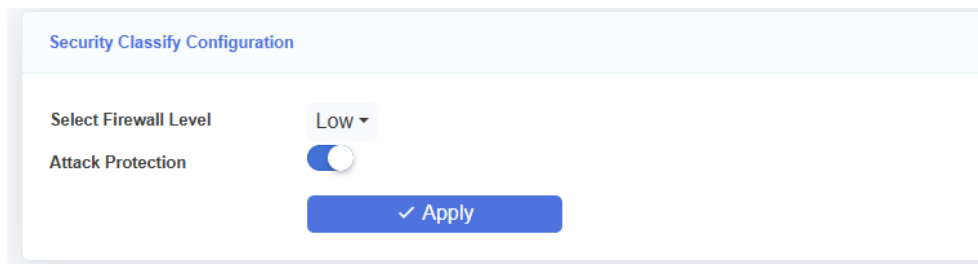 Security Classify Configuration
Select Firewall Level Low
Attack Protection
Apply